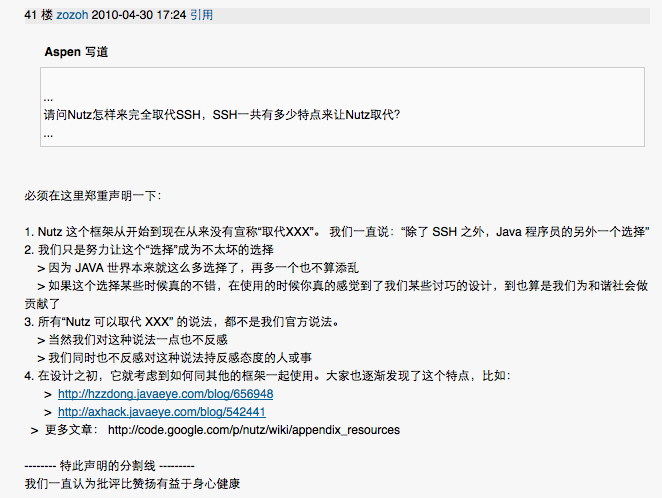 41 楼 zozoh 2010-04-30 17:24 引用
Aspen 写道
...
请问Nutz怎样来完全取代SSH，SSH一共有多少特点来让Nutz取代？
...
必须在这里郑重声明一下：
1. Nutz 这个框架从开始到现在从来没有宣称“取代XXX”。 我们一直说：“除了 SSH 之外，Java 程序员的另外一个选择”
2. 我们只是努力让这个“选择”成为不太坏的选择
> 因为 JAVA 世界本来就这么多选择了，再多一个也不算添乱
> 如果这个选择某些时候真的不错，在使用的时候你真的感觉到了我们某些讨巧的设计，到也算是我们为和谐社会做
贡献了
3. 所有“Nutz 可以取代 XXX” 的说法，都不是我们官方说法。
> 当然我们对这种说法一点也不反感
> 我们同时也不反感对这种说法持反感态度的人或事
4. 在设计之初，它就考虑到如何同其他的框架一起使用。大家也逐渐发现了这个特点，比如：
> http://hzzdong.javaeye.com/blog/656948
> http://axhack.javaeye.com/blog/542441
> 更多文章： http://code.google.com/p/nutz/wiki/appendix_resources
-------- 特此声明的分割线 ---------
我们一直认为批评比赞扬有益于身心健康